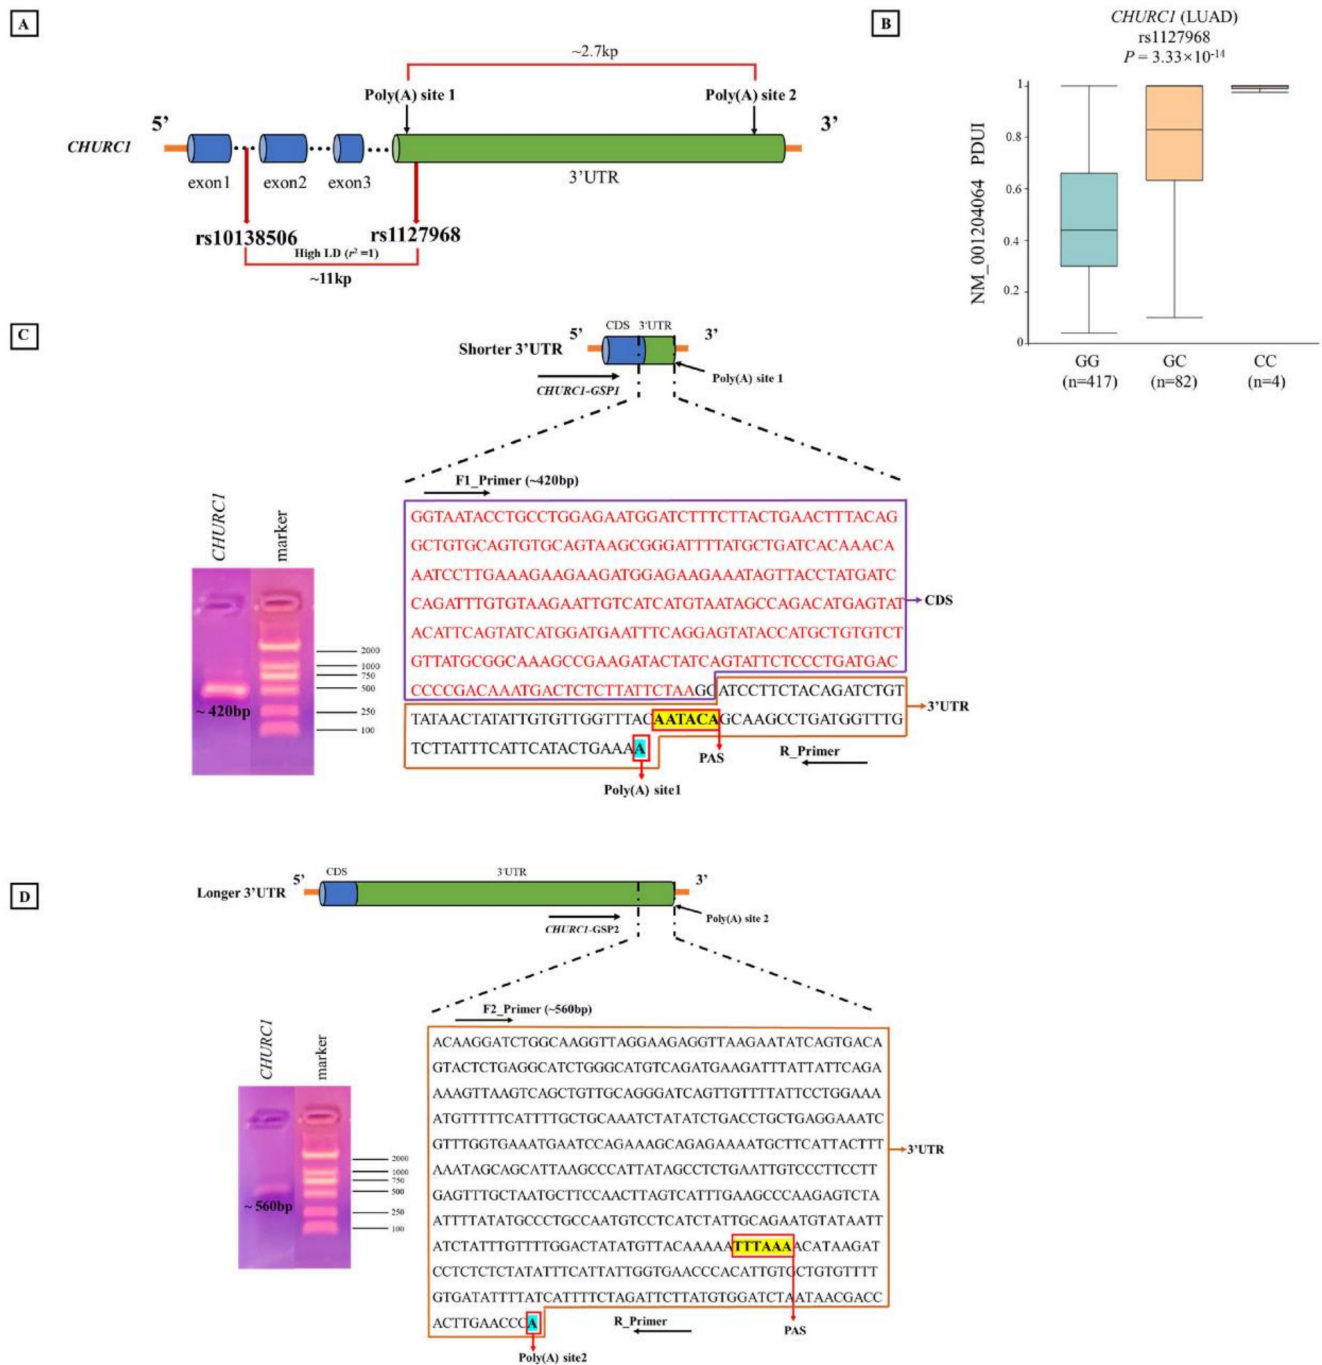 A
~2.7kp
Poly(A) site 1
Poly(A) site 2
5’
3’
CHURC1
exon1
exon2
exon3
3’UTR
rs10138506
rs1127968
High LD (r² =1)
~11kp
B
CHURC1 (LUAD)
rs1127968
P = 3.33×10⁻¹⁴
NM_001204064 PDUI
1
0.8
0.6
0.4
0.2
0
GG
(n=417)
GC
(n=82)
CC
(n=4)
C
CDS
3’UTR
5’
3’
Shorter 3’UTR
Poly(A) site 1
CHURC1-GSP1
F1_Primer (~420bp)
CHURC1
marker
2000
1000
750
500
250
100
~ 420bp
GGTAATACCTGCCTGGAGAATGGATCTTTCTTACTGAACTTTACAG
GCTGTGCAGTGTGCAGTAAGCGGGATTTTATGCTGATCACAAACA
AATCCTTGAAAGAAGAAGATGGAGAAGAAATAGTTACCTATGATC
CAGATTTGTGTAAGAATTGTCATCATGTAATAGCCAGACATGAGTAT
ACATTCAGTATCATGGATGAATTTCAGGAGTATACCATGCTGTGTCT
GTTATGCGGCAAAGCCGAAGATACTATCAGTATTCTCCCTGATGAC
CCCCGACAAATGACTCTCTTATTCTAAGCATCCTTCTACAGATCTGT
TATAACTATATTGTGTTGGTTTACAATACAGCAAGCCTGATGGTTTG
TCTTATTTCATTCATACTGAAAA
CDS
3’UTR
PAS
R_Primer
Poly(A) site1
D
CDS
3’UTR
5’
3’
Longer 3’UTR
Poly(A) site 2
CHURC1-GSP2
F2_Primer (~560bp)
CHURC1
marker
2000
1000
750
500
250
100
~ 560bp
ACAAGGATCTGGCAAGGTTAGGAAGAGGTTAAGAATATCAGTGACA
GTACTCTGAGGCATCTGGGCATGTCAGATGAAGATTTATTATTCAGA
AAAGTTAAGTCAGCTGTTGCAGGGATCAGTTGTTTTATTCCTGGAAA
ATGTTTTTCATTTTGCTGCAAATCTATATCTGACCTGCTGAGGAAATC
GTTTGGTGAAATGAATCCAGAAAGCAGAGAAAATGCTTCATTACTTT
AAATAGCAGCATTAAGCCCATTATAGCCTCTGAATTGTCCCTTCCTT
GAGTTTGCTAATGCTTCCAACTTAGTCATTTGAAGCCCAAGAGTCTA
ATTTTATATGCCCTGCCAATGTCCTCATCTATTGCAGAATGTATAATT
ATCTATTTGTTTTGGACTATATGTTACAAAAATTTAAAACATAAGAT
CCTCTCTCTATATTTCATTATTGGTGAACCCACATTGTGCTGTGTTTT
GTGATATTTTATCATTTTCTAGATTCTTATGTGGATCTAATAACGACC
ACTTGAACCCA
3’UTR
R_Primer
PAS
Poly(A) site2